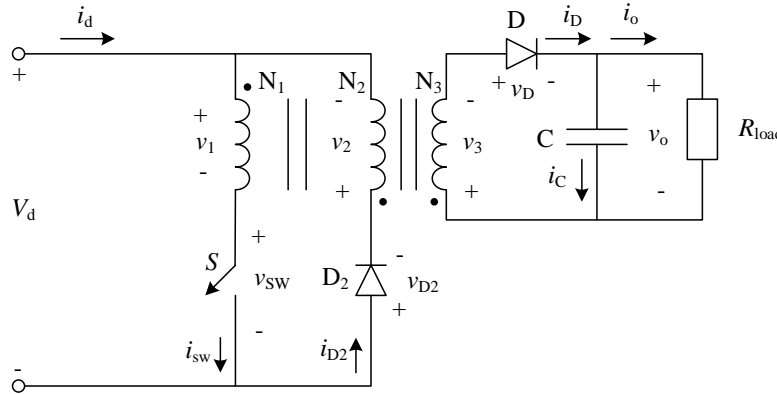 i_d
D
i_D
i_o
+
N_1
N_2
N_3
+ v_D -
-
-
+
+
v_1
v_2
v_3
C
v_o
R_load
-
+
+
i_C
-
V_d
+
S
v_SW
D_2
-
v_D2
+
-
i_sw
i_D2
-